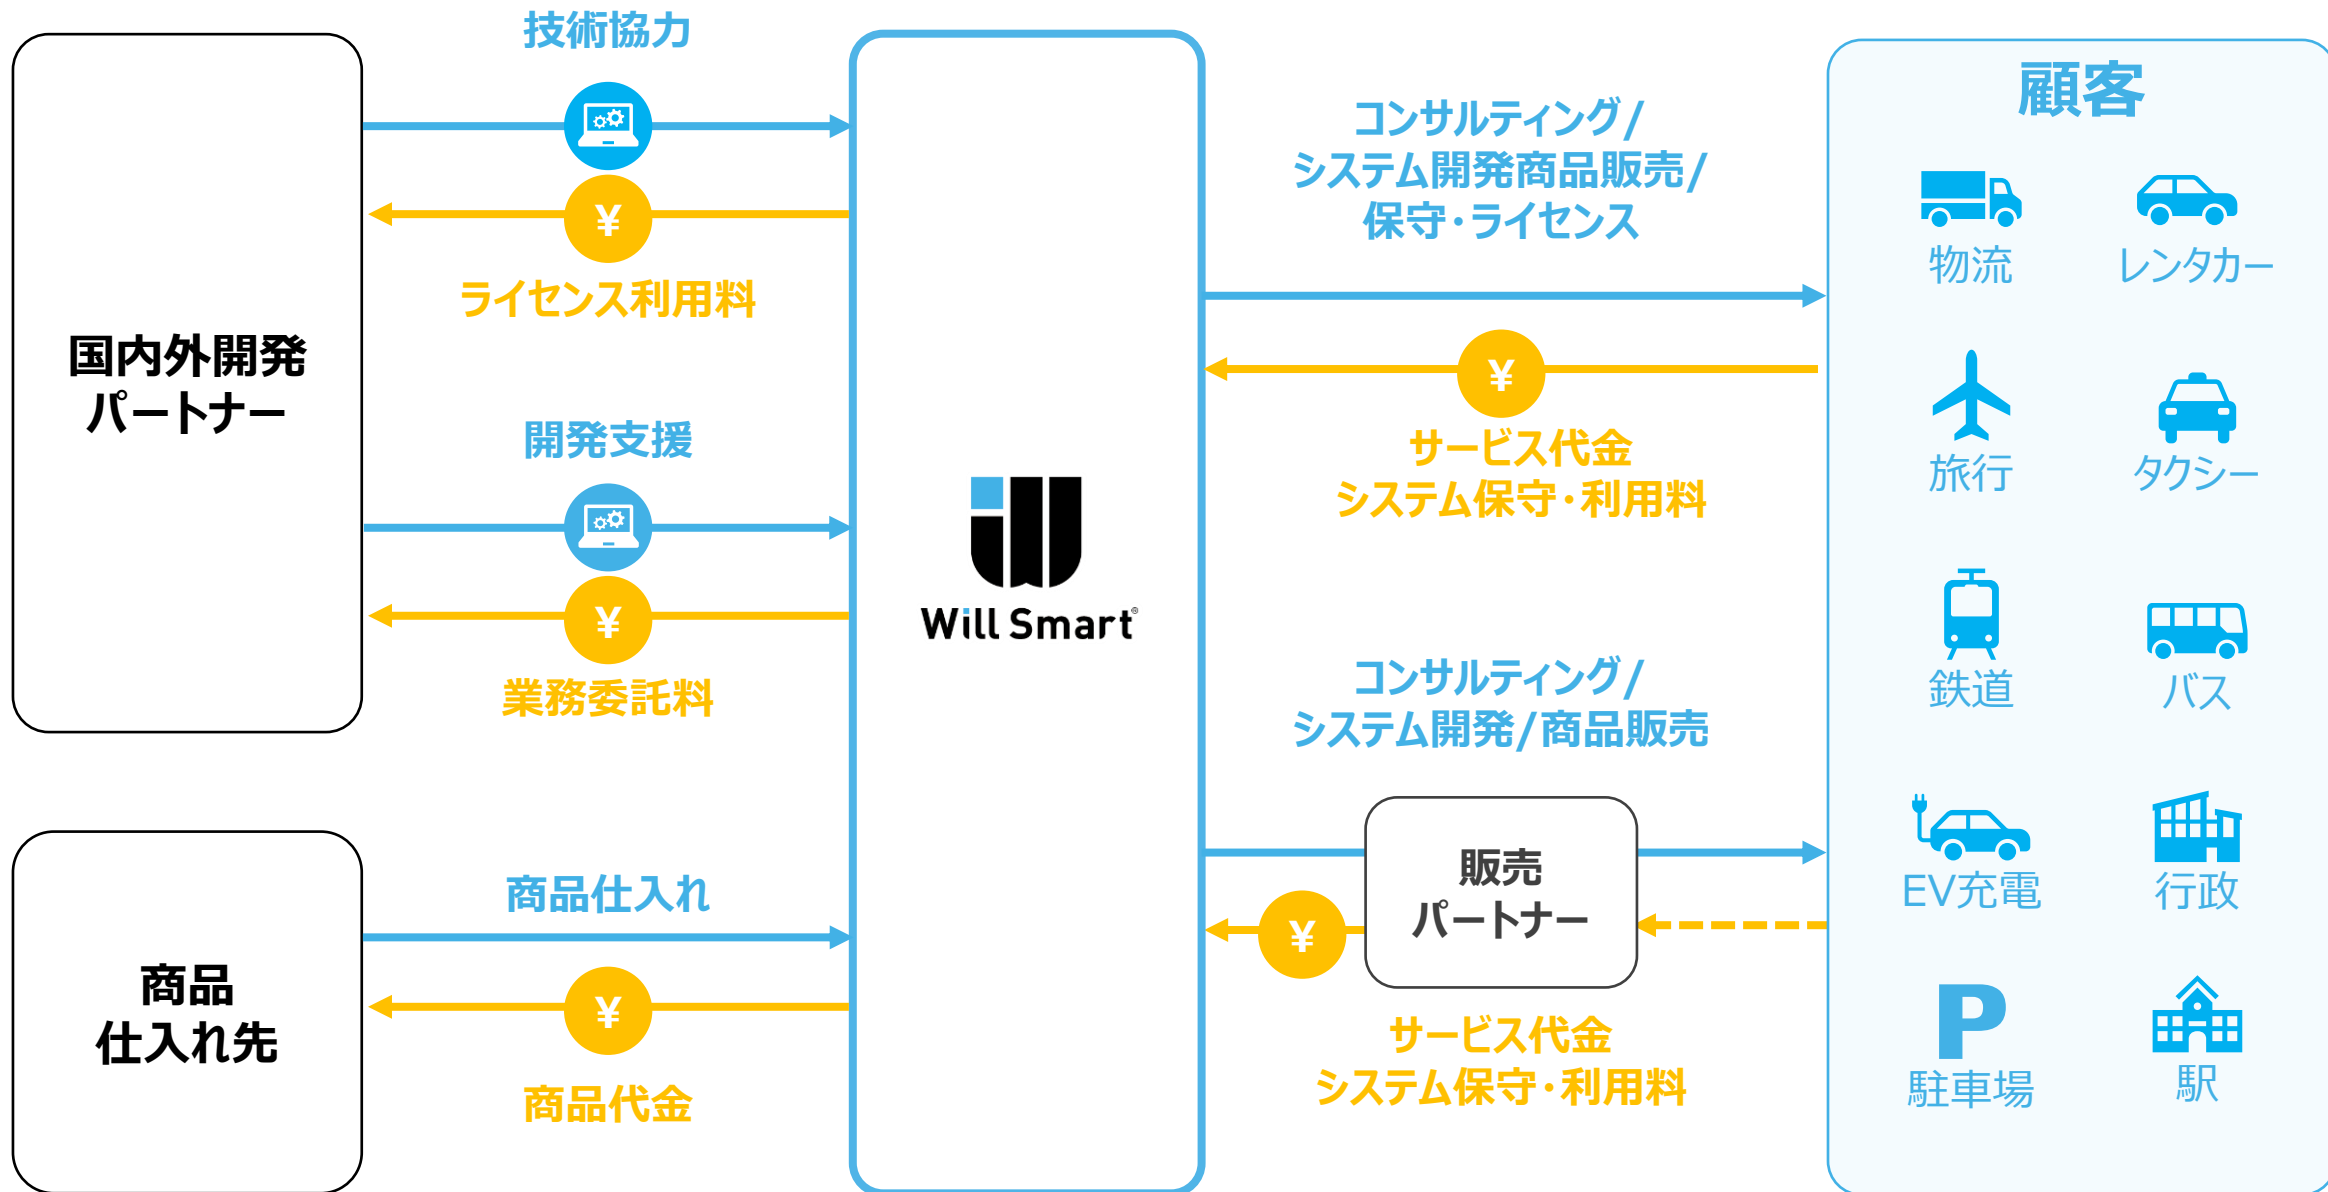 国内外開発
パートナー
商品
仕入れ先
技術協力
¥
ライセンス利用料
開発支援
¥
業務委託料
商品仕入れ
¥
商品代金
Will Smart®
コンサルティング/
システム開発商品販売/
保守・ライセンス
¥
サービス代金
システム保守・利用料
コンサルティング/
システム開発/商品販売
販売
パートナー
¥
サービス代金
システム保守・利用料
顧客
物流
レンタカー
旅行
タクシー
鉄道
バス
EV充電
行政
P
駐車場
駅